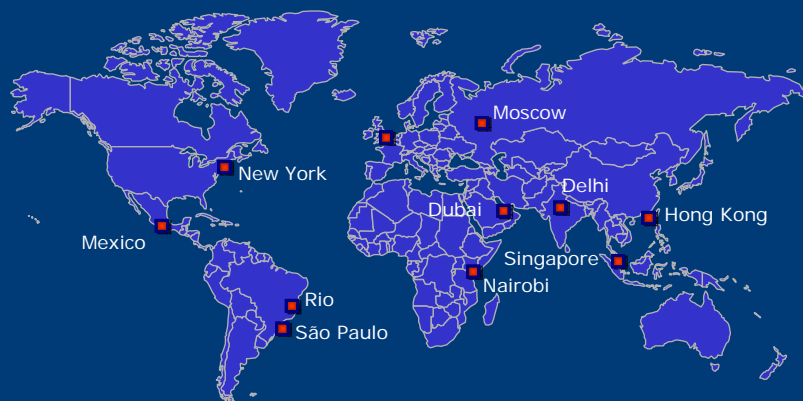 Moscow
New York
Delhi
Dubai
Hong Kong
Mexico
Singapore
Nairobi
Rio
São Paulo